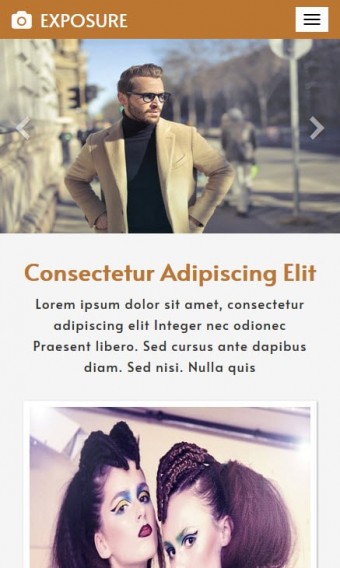 EXPOSURE
Consectetur Adipiscing Elit
Lorem ipsum dolor sit amet, consectetur
adipiscing elit Integer nec odionec
Praesent libero. Sed cursus ante dapibus
diam. Sed nisi. Nulla quis